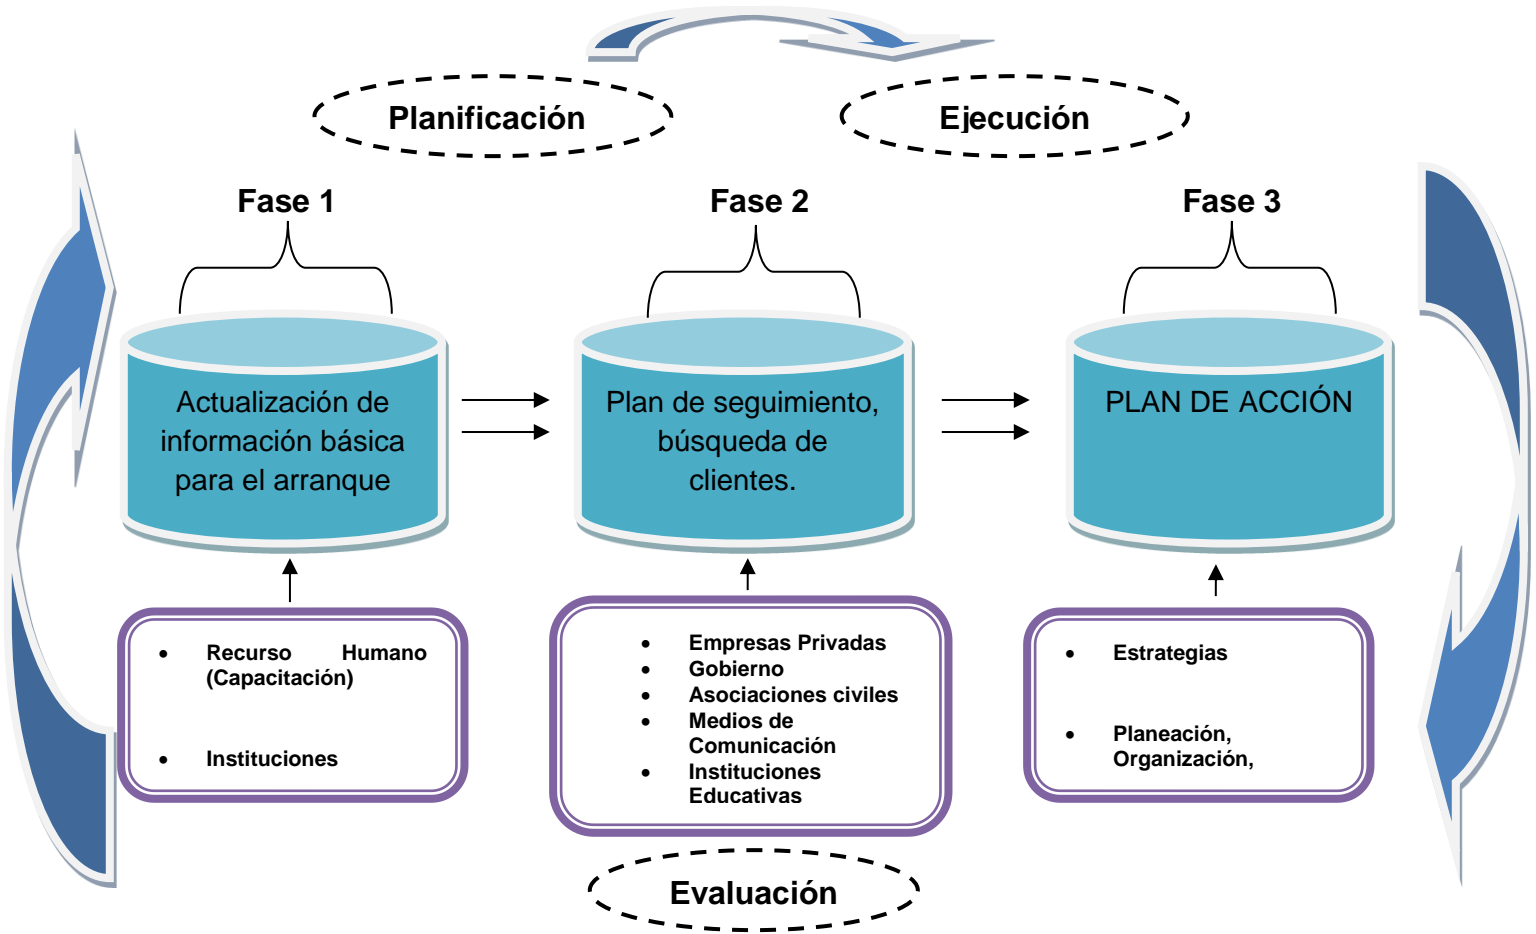 Planificación
Ejecución
Fase 1
Fase 2
Fase 3
Actualización de
información básica
para el arranque
Plan de seguimiento,
búsqueda de
clientes.
PLAN DE ACCIÓN
• Recurso Humano
(Capacitación)
• Instituciones
• Empresas Privadas
• Gobierno
• Asociaciones civiles
• Medios de
Comunicación
• Instituciones
Educativas
• Estrategias
• Planeación,
Organización,
Evaluación